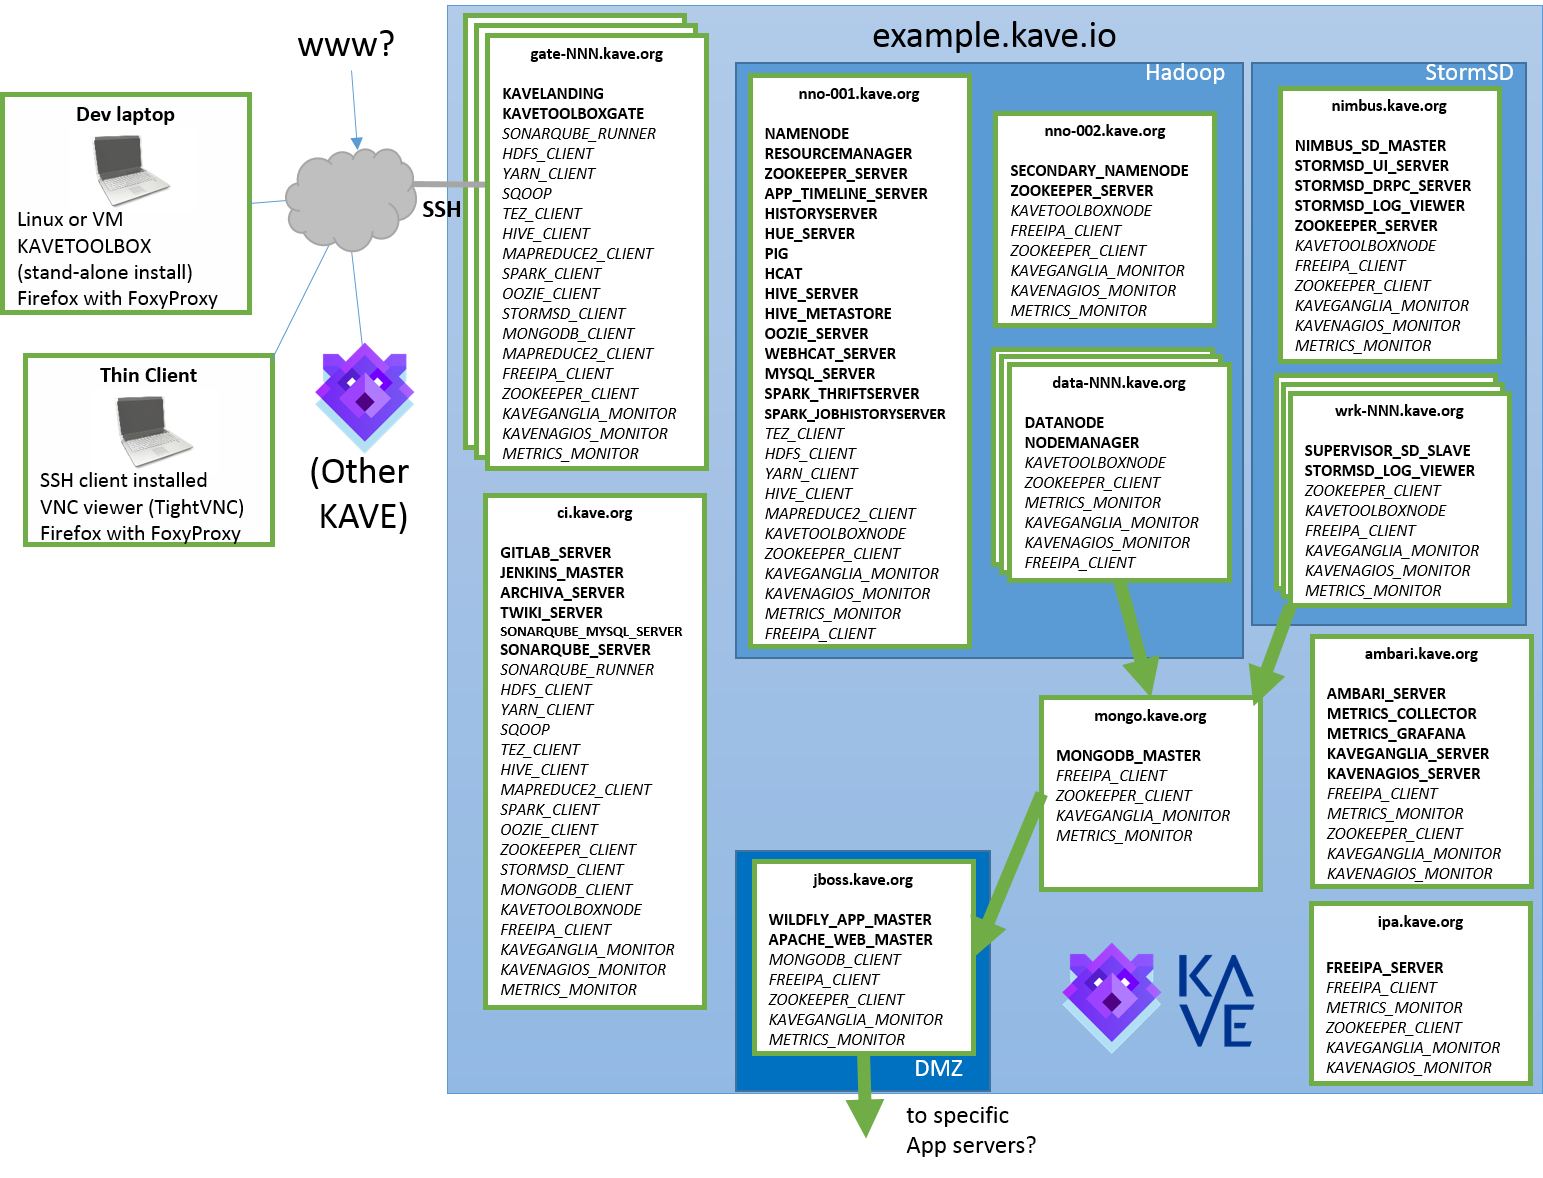 www?
Dev laptop
Linux or VM
KAVETOOLBOX
(stand-alone install)
Firefox with FoxyProxy
Thin Client
SSH client installed
VNC viewer (TightVNC)
Firefox with FoxyProxy
(Other
KAVE)
SSH
example.kave.io
gate-NNN.kave.org
KAVELANDING
KAVETOOLBOXGATE
SONARQUBE_RUNNER
HDFS_CLIENT
YARN_CLIENT
SQOOP
TEZ_CLIENT
HIVE_CLIENT
MAPREDUCE2_CLIENT
SPARK_CLIENT
OOZIE_CLIENT
STORMSD_CLIENT
MONGODB_CLIENT
MAPREDUCE2_CLIENT
FREEIPA_CLIENT
ZOOKEEPER_CLIENT
KAVEGANGLIA_MONITOR
KAVENAGIOS_MONITOR
METRICS_MONITOR
ci.kave.org
GITLAB_SERVER
JENKINS_MASTER
ARCHIVA_SERVER
TWIKI_SERVER
SONARQUBE_MYSQL_SERVER
SONARQUBE_SERVER
SONARQUBE_RUNNER
HDFS_CLIENT
YARN_CLIENT
SQOOP
TEZ_CLIENT
HIVE_CLIENT
MAPREDUCE2_CLIENT
SPARK_CLIENT
OOZIE_CLIENT
ZOOKEEPER_CLIENT
STORMSD_CLIENT
MONGODB_CLIENT
KAVETOOLBOXNODE
FREEIPA_CLIENT
KAVEGANGLIA_MONITOR
KAVENAGIOS_MONITOR
METRICS_MONITOR
Hadoop
nno-001.kave.org
NAMENODE
RESOURCEMANAGER
ZOOKEEPER_SERVER
APP_TIMELINE_SERVER
HISTORYSERVER
HUE_SERVER
PIG
HCAT
HIVE_SERVER
HIVE_METASTORE
OOZIE_SERVER
WEBHCAT_SERVER
MYSQL_SERVER
SPARK_THRIFTSERVER
SPARK_JOBHISTORYSERVER
TEZ_CLIENT
HDFS_CLIENT
YARN_CLIENT
HIVE_CLIENT
MAPREDUCE2_CLIENT
KAVETOOLBOXNODE
ZOOKEEPER_CLIENT
KAVEGANGLIA_MONITOR
KAVENAGIOS_MONITOR
METRICS_MONITOR
FREEIPA_CLIENT
nno-002.kave.org
SECONDARY_NAMENODE
ZOOKEEPER_SERVER
KAVETOOLBOXNODE
FREEIPA_CLIENT
ZOOKEEPER_CLIENT
KAVEGANGLIA_MONITOR
KAVENAGIOS_MONITOR
METRICS_MONITOR
data-NNN.kave.org
DATANODE
NODEMANAGER
KAVETOOLBOXNODE
ZOOKEEPER_CLIENT
METRICS_MONITOR
KAVEGANGLIA_MONITOR
KAVENAGIOS_MONITOR
FREEIPA_CLIENT
StormSD
nimbus.kave.org
NIMBUS_SD_MASTER
STORMSD_UI_SERVER
STORMSD_DRPC_SERVER
STORMSD_LOG_VIEWER
ZOOKEEPER_SERVER
KAVETOOLBOXNODE
FREEIPA_CLIENT
ZOOKEEPER_CLIENT
KAVEGANGLIA_MONITOR
KAVENAGIOS_MONITOR
METRICS_MONITOR
wrk-NNN.kave.org
SUPERVISOR_SD_SLAVE
STORMSD_LOG_VIEWER
ZOOKEEPER_CLIENT
KAVETOOLBOXNODE
FREEIPA_CLIENT
KAVEGANGLIA_MONITOR
KAVENAGIOS_MONITOR
METRICS_MONITOR
mongo.kave.org
MONGODB_MASTER
FREEIPA_CLIENT
ZOOKEEPER_CLIENT
KAVEGANGLIA_MONITOR
METRICS_MONITOR
ambari.kave.org
AMBARI_SERVER
METRICS_COLLECTOR
METRICS_GRAFANA
KAVEGANGLIA_SERVER
KAVENAGIOS_SERVER
FREEIPA_CLIENT
METRICS_MONITOR
ZOOKEEPER_CLIENT
KAVEGANGLIA_MONITOR
KAVENAGIOS_MONITOR
jboss.kave.org
WILDFLY_APP_MASTER
APACHE_WEB_MASTER
MONGODB_CLIENT
FREEIPA_CLIENT
ZOOKEEPER_CLIENT
KAVEGANGLIA_MONITOR
METRICS_MONITOR
DMZ
KA
VE
ipa.kave.org
FREEIPA_SERVER
FREEIPA_CLIENT
METRICS_MONITOR
ZOOKEEPER_CLIENT
KAVEGANGLIA_MONITOR
KAVENAGIOS_MONITOR
to specific
App servers?